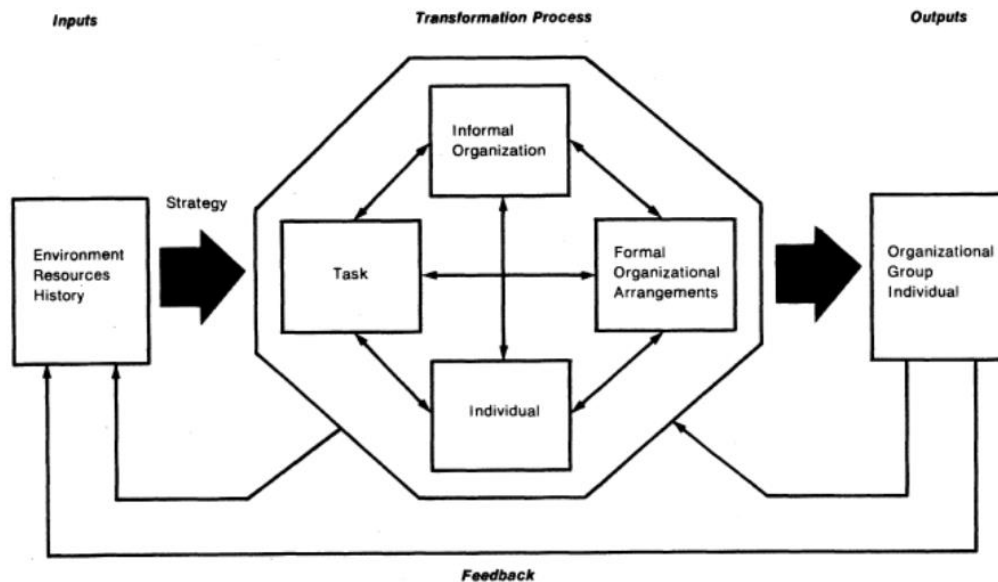 Inputs
Transformation Process
Outputs
Informal
Organization
Strategy
Environment
Resources
History
Task
Formal
Organizational
Arrangements
Organizational
Group
Individual
Individual
Feedback